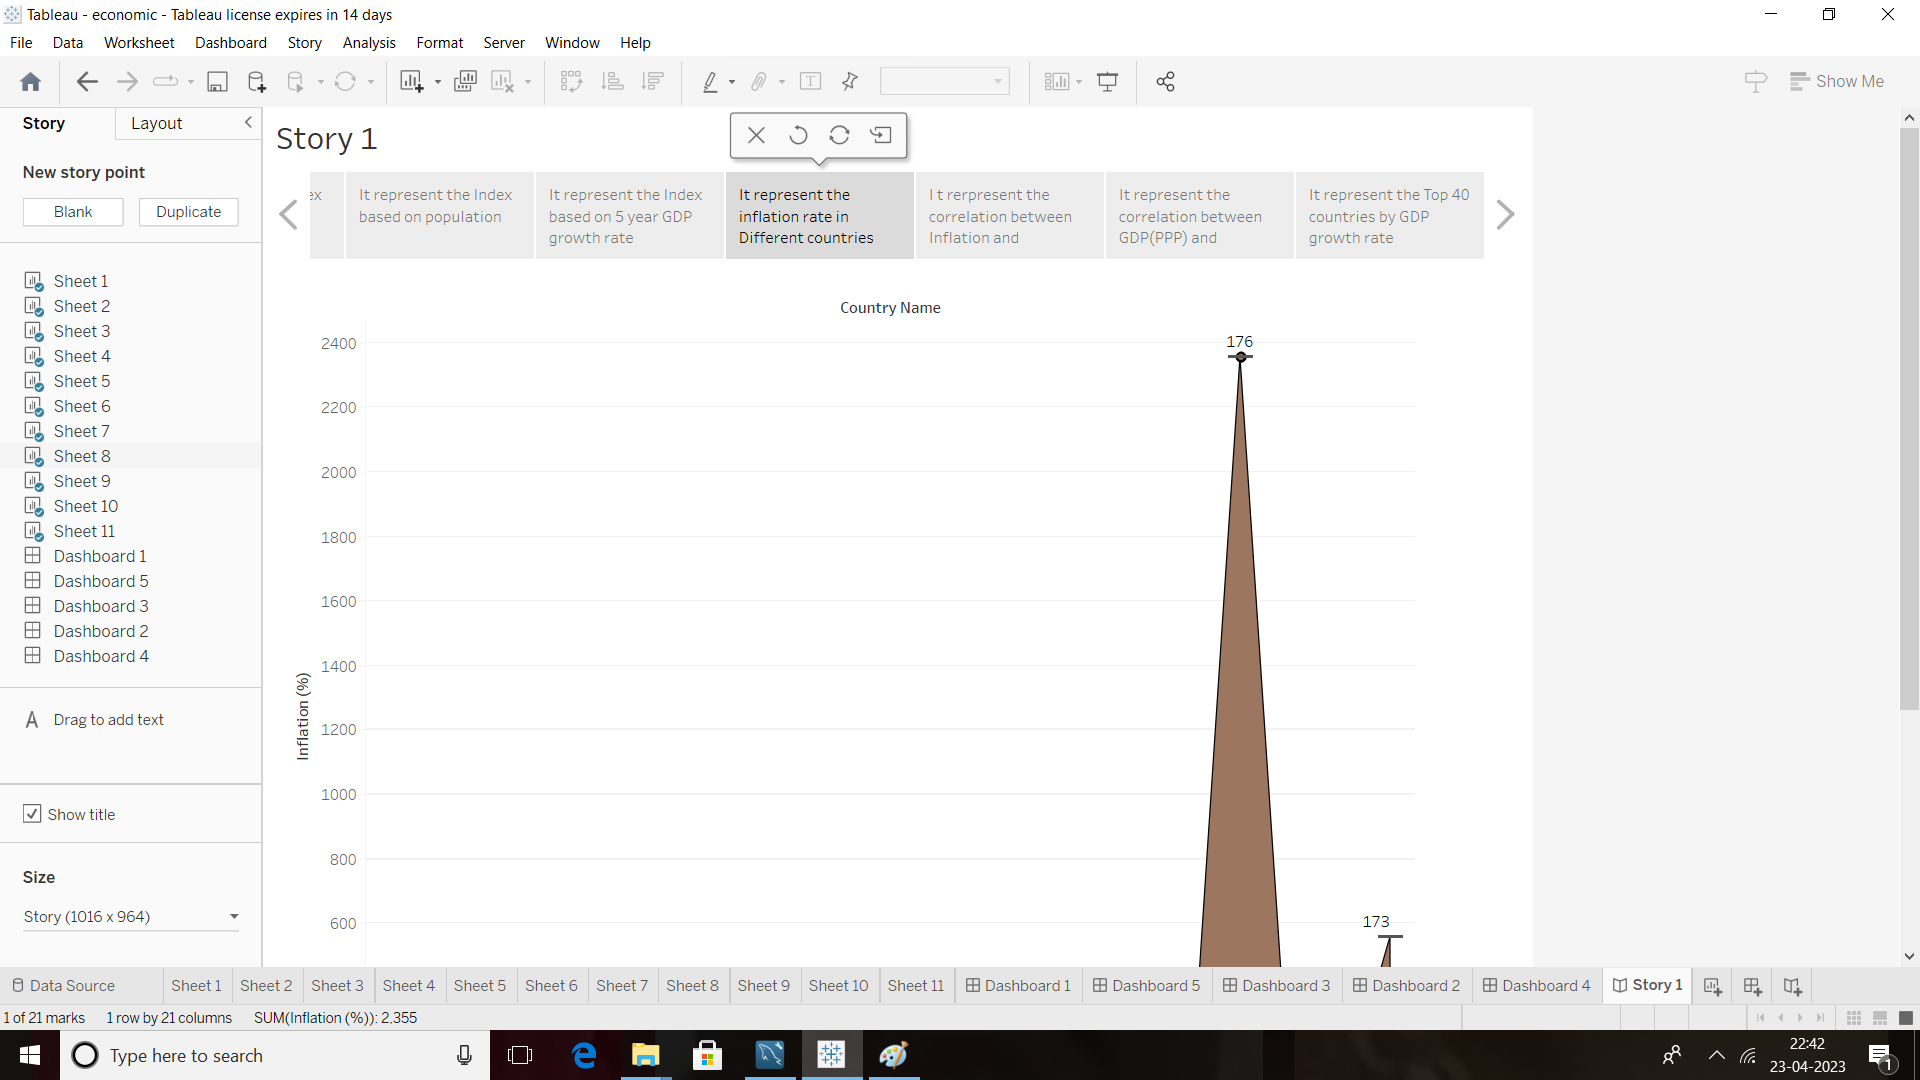 Tableau - economic - Tableau license expires in 14 days
File Data Worksheet Dashboard Story Analysis Format Server Window Help
Show Me
Story Layout
New story point
Blank Duplicate
Sheet 1
Sheet 2
Sheet 3
Sheet 4
Sheet 5
Sheet 6
Sheet 7
Sheet 8
Sheet 9
Sheet 10
Sheet 11
Dashboard 1
Dashboard 5
Dashboard 3
Dashboard 2
Dashboard 4
A Drag to add text
Show title
Size
Story (1016 x 964)
Story 1
ex
It represent the Index
based on population
It represent the Index
based on 5 year GDP
growth rate
It represent the
inflation rate in
Different countries
I t rerpresent the
correlation between
Inflation and
It represent the
correlation between
GDP(PPP) and
It represent the Top 40
countries by GDP
growth rate
Country Name
2400
2200
2000
1800
1600
1400
1200
1000
800
600
Inflation (%)
176
173
Data Source Sheet 1 Sheet 2 Sheet 3 Sheet 4 Sheet 5 Sheet 6 Sheet 7 Sheet 8 Sheet 9 Sheet 10 Sheet 11 Dashboard 1 Dashboard 5 Dashboard 3 Dashboard 2 Dashboard 4 Story 1
1 of 21 marks 1 row by 21 columns SUM(Inflation (%)): 2,355
Type here to search
22:42
23-04-2023
1